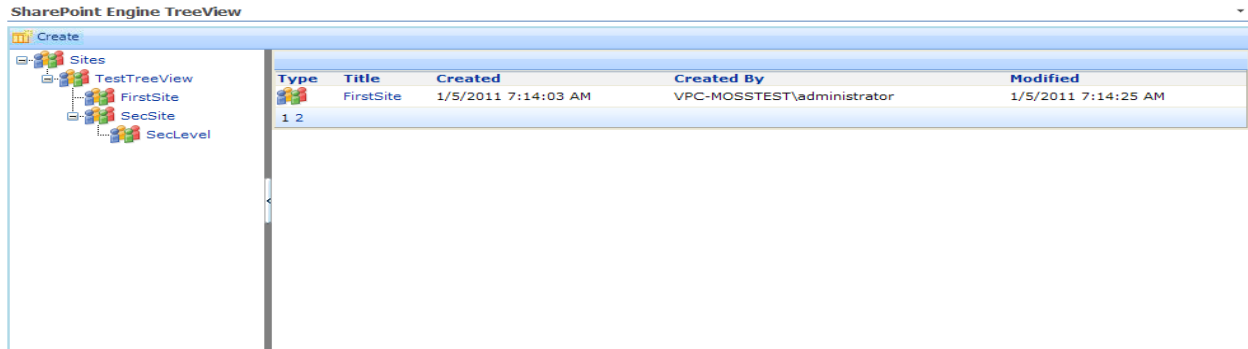 SharePoint Engine TreeView
Create
Sites
TestTreeView
FirstSite
SecSite
SecLevel
Type Title Created Created By Modified
FirstSite 1/5/2011 7:14:03 AM VPC-MOSSTEST\administrator 1/5/2011 7:14:25 AM
1 2